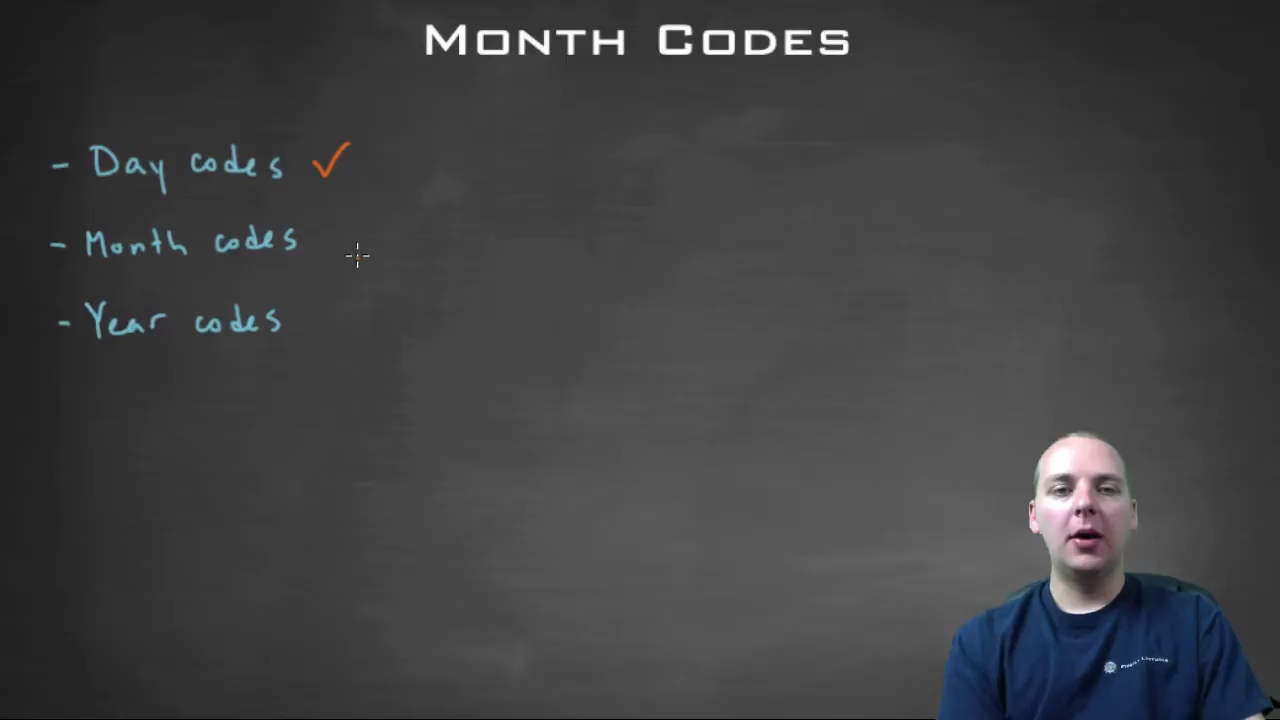 MONTH CODES
- Day codes ✓
- Month codes
- Year codes